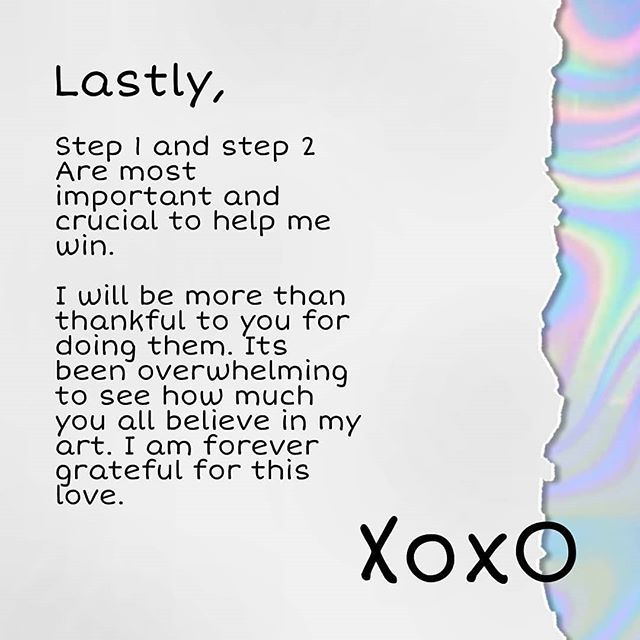 Lastly,
Step 1 and step 2
Are most
important and
crucial to help me
win.
I will be more than
thankful to you for
doing them. Its
been overwhelming
to see how much
you all believe in my
art. I am forever
grateful for this
love.
XoxO